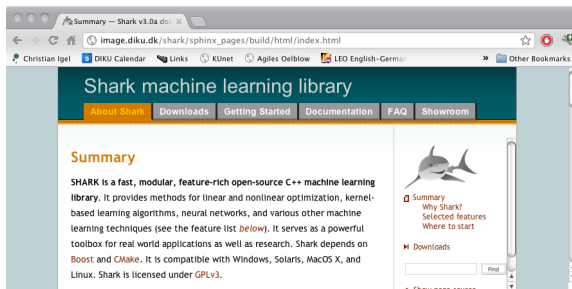 Summary — Shark v3.0a doc
image.diku.dk/shark/sphinx_pages/build/html/index.html
Christian Igel DIKU Calendar Links KUnet Agiles Oelblow LEO English-German » Other Bookmarks
Shark machine learning library
About Shark Downloads Getting Started Documentation FAQ Showroom
Summary
SHARK is a fast, modular, feature-rich open-source C++ machine learning
library. It provides methods for linear and nonlinear optimization, kernel-
based learning algorithms, neural networks, and various other machine
learning techniques (see the feature list below). It serves as a powerful
toolbox for real world applications as well as research. Shark depends on
Boost and CMake. It is compatible with Windows, Solaris, MacOS X, and
Linux. Shark is licensed under GPLv3.
Summary
Why Shark?
Selected features
Where to start
Downloads
Find
Show page source